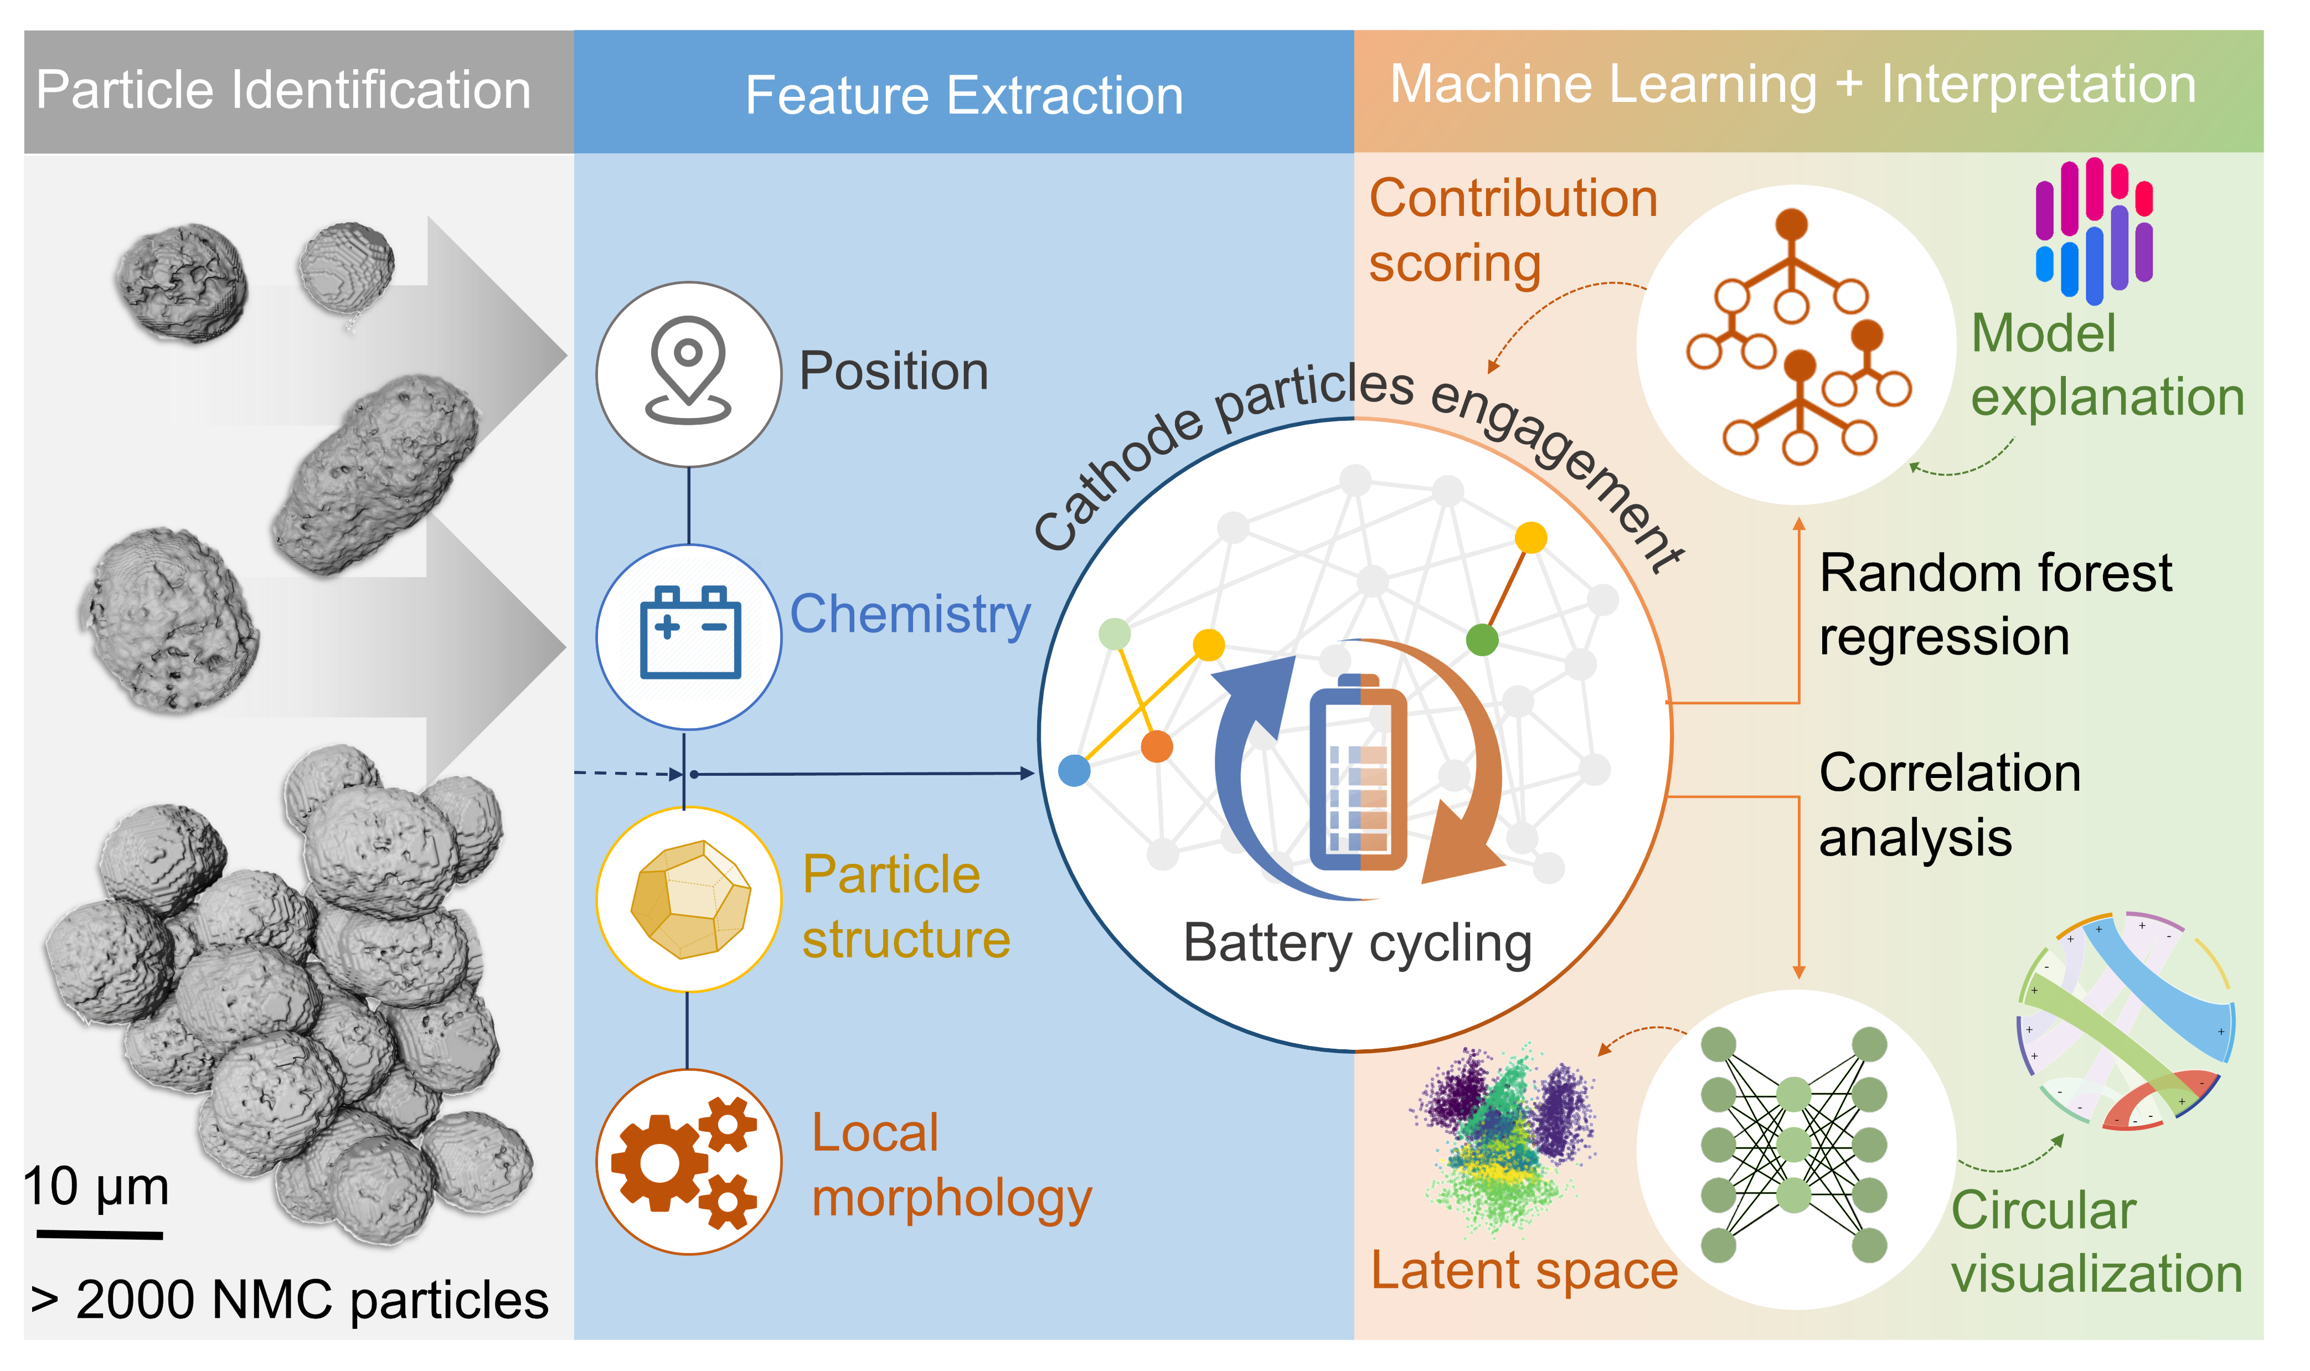 Particle Identification
Feature Extraction
Machine Learning + Interpretation
10 µm
> 2000 NMC particles
Position
Chemistry
Particle
structure
Local
morphology
Cathode particles engagement
Battery cycling
Contribution
scoring
Model
explanation
Random forest
regression
Correlation
analysis
Latent space
Circular
visualization